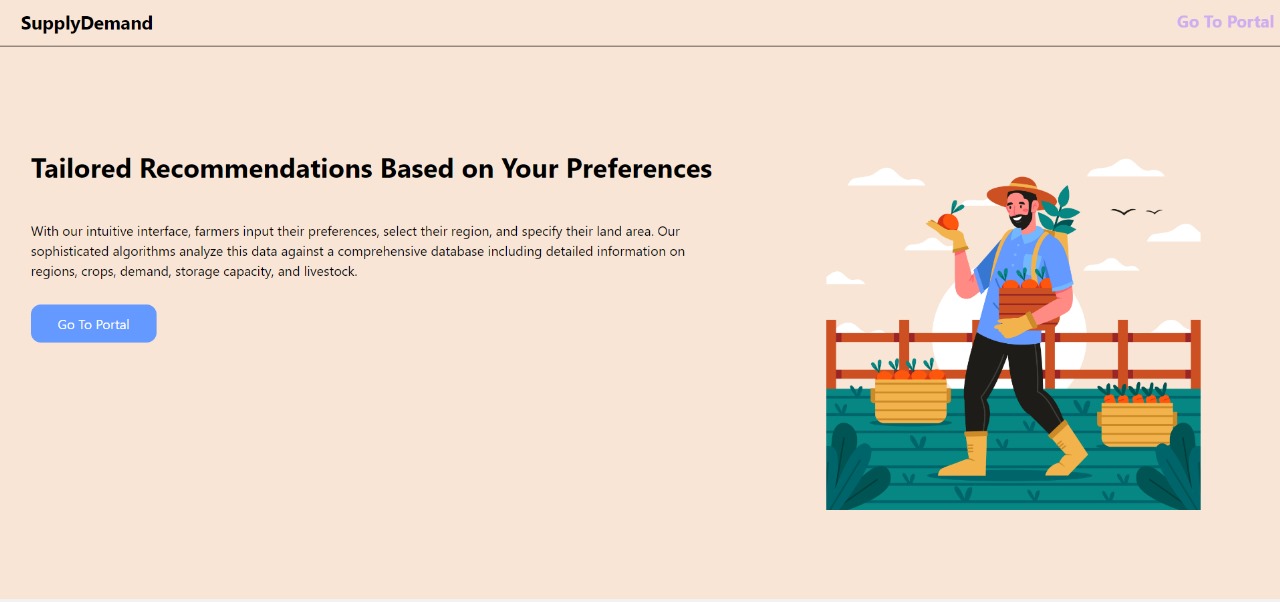 SupplyDemand
Go To Portal
Tailored Recommendations Based on Your Preferences
With our intuitive interface, farmers input their preferences, select their region, and specify their land area. Our
sophisticated algorithms analyze this data against a comprehensive database including detailed information on
regions, crops, demand, storage capacity, and livestock.
Go To Portal